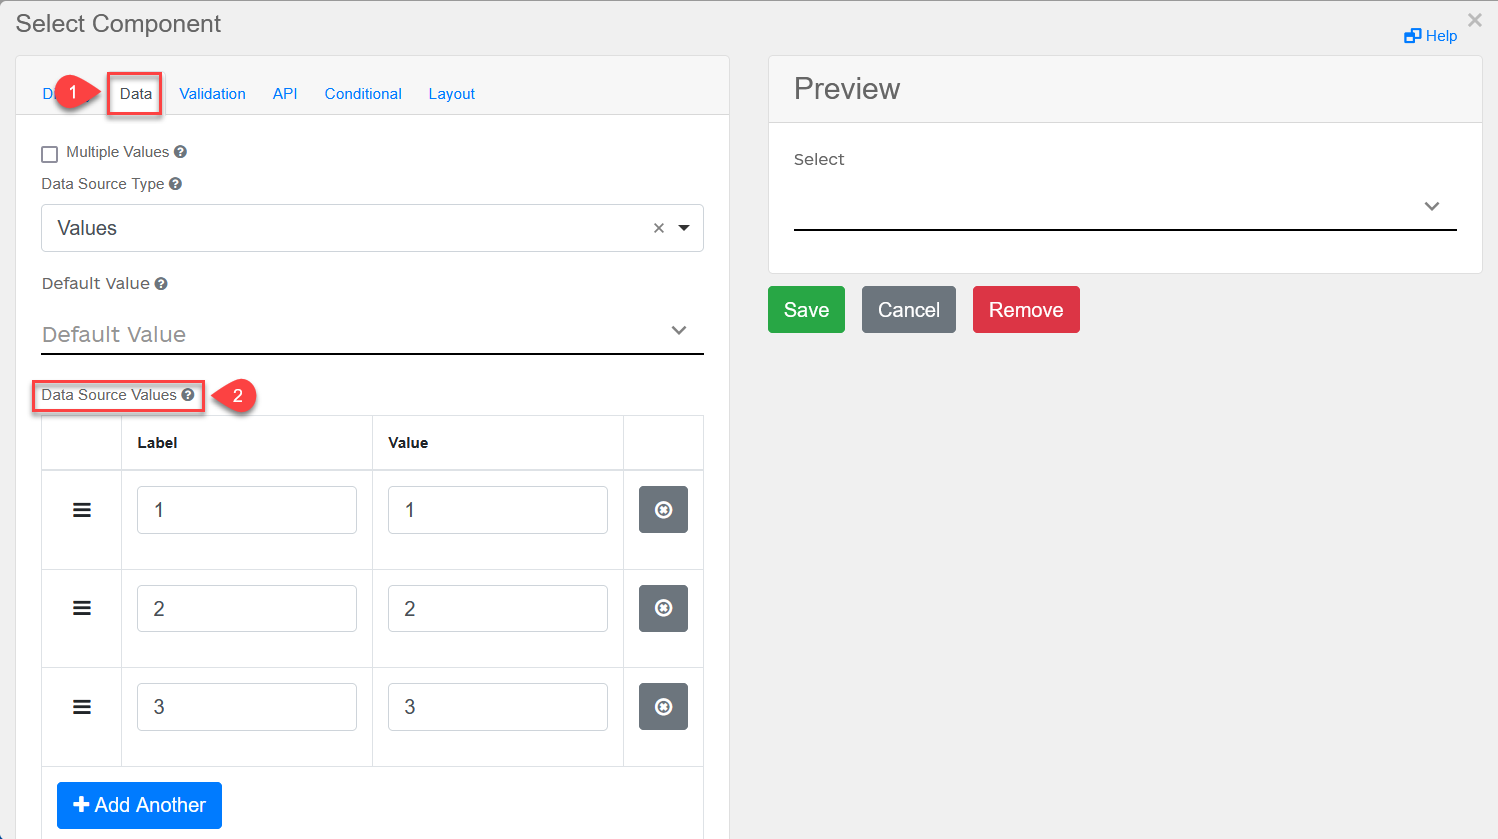 Select Component
×
Help
1
Data
Validation
API
Conditional
Layout
Multiple Values
Data Source Type
Values
Default Value
Default Value
Data Source Values
2
Label Value
1 1
2 2
3 3
Add Another
Preview
Select
Save
Cancel
Remove